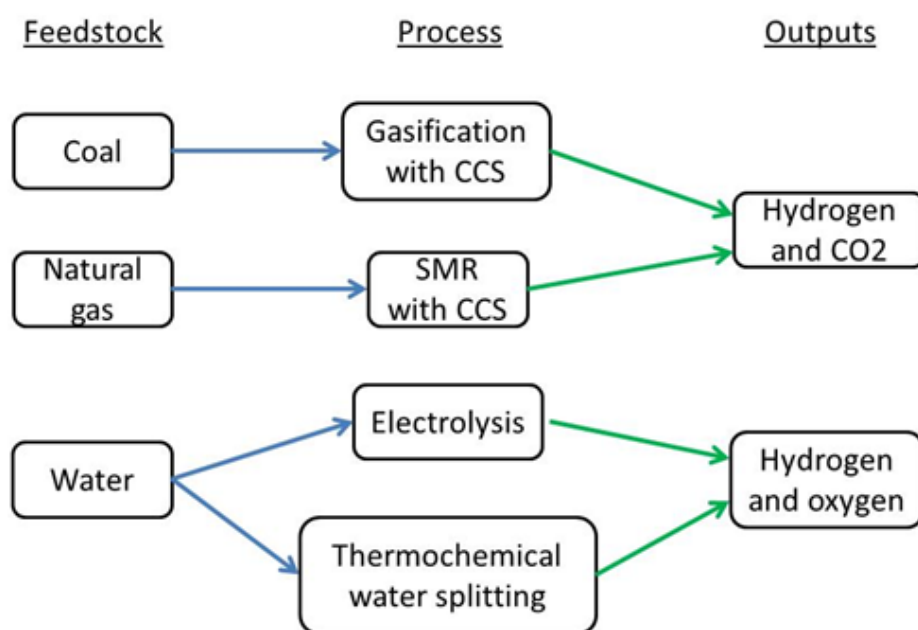 Feedstock
Process
Outputs
Coal
Gasification
with CCS
Hydrogen
and CO2
Natural
gas
SMR
with CCS
Water
Electrolysis
Thermochemical
water splitting
Hydrogen
and oxygen